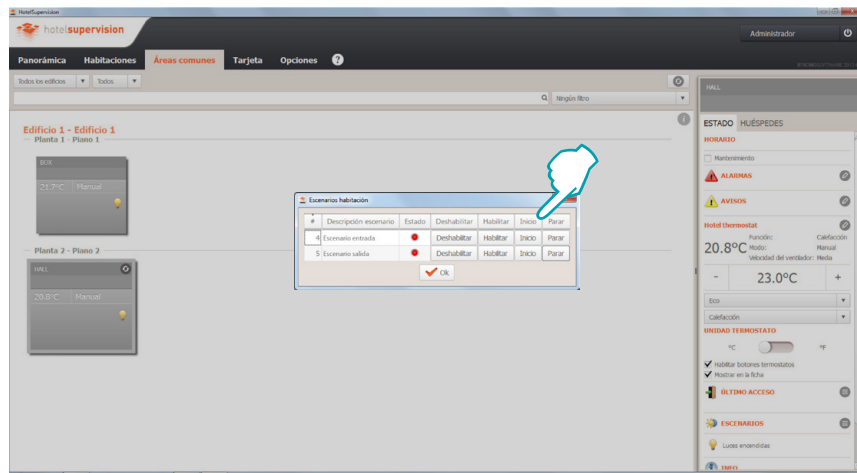 HotelSupervision
hotelsupervision
Administrador
Panorámica Habitaciones Áreas comunes Tarjeta Opciones ?
Todos los edificios Todos
Ningún filtro
HALL
Edificio 1 - Edificio 1
Planta 1 - Piano 1
BOX
21.7°C Manual
Planta 2 - Piano 2
HALL
20.8°C Manual
Escenarios habitación
# Descripción escenario Estado Deshabilitar Habilitar Inicio Parar
4 Escenario entrada Deshabilitar Habilitar Inicio Parar
5 Escenario salida Deshabilitar Habilitar Inicio Parar
Ok
ESTADO HUÉSPEDES
HORARIO
Mantenimiento
ALARMAS
AVISOS
Hotel thermostat
Función: Calefacción
20.8°C Modo: Manual
Velocidad del ventilador: Media
- 23.0°C +
Eco
Calefacción
UNIDAD TERMOSTATO
°C °F
Habilitar botones termostatos
Mostrar en la ficha
ÚLTIMO ACCESO
ESCENARIOS
Luces encendidas
INFO